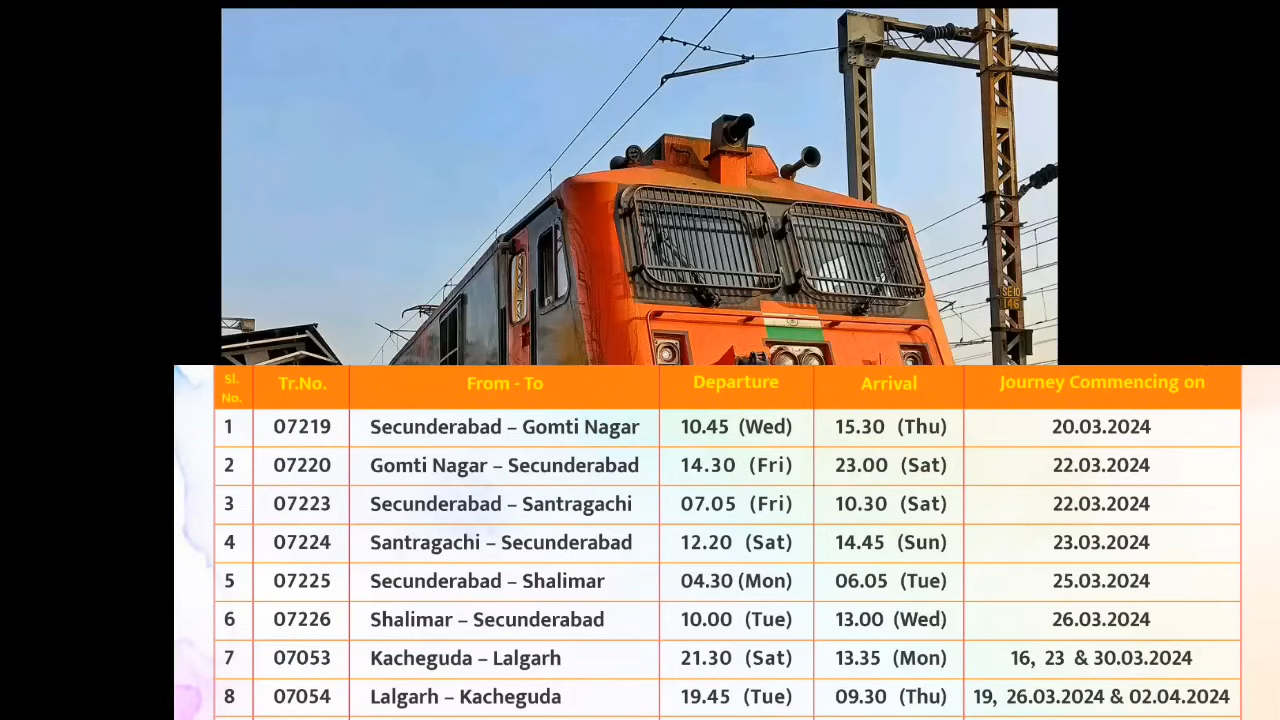 SE10
146
Sl. No. Tr.No. From - To Departure Arrival Journey Commencing on
1 07219 Secunderabad – Gomti Nagar 10.45 (Wed) 15.30 (Thu) 20.03.2024
2 07220 Gomti Nagar – Secunderabad 14.30 (Fri) 23.00 (Sat) 22.03.2024
3 07223 Secunderabad – Santragachi 07.05 (Fri) 10.30 (Sat) 22.03.2024
4 07224 Santragachi – Secunderabad 12.20 (Sat) 14.45 (Sun) 23.03.2024
5 07225 Secunderabad – Shalimar 04.30 (Mon) 06.05 (Tue) 25.03.2024
6 07226 Shalimar – Secunderabad 10.00 (Tue) 13.00 (Wed) 26.03.2024
7 07053 Kacheguda – Lalgarh 21.30 (Sat) 13.35 (Mon) 16, 23 & 30.03.2024
8 07054 Lalgarh – Kacheguda 19.45 (Tue) 09.30 (Thu) 19, 26.03.2024 & 02.04.2024